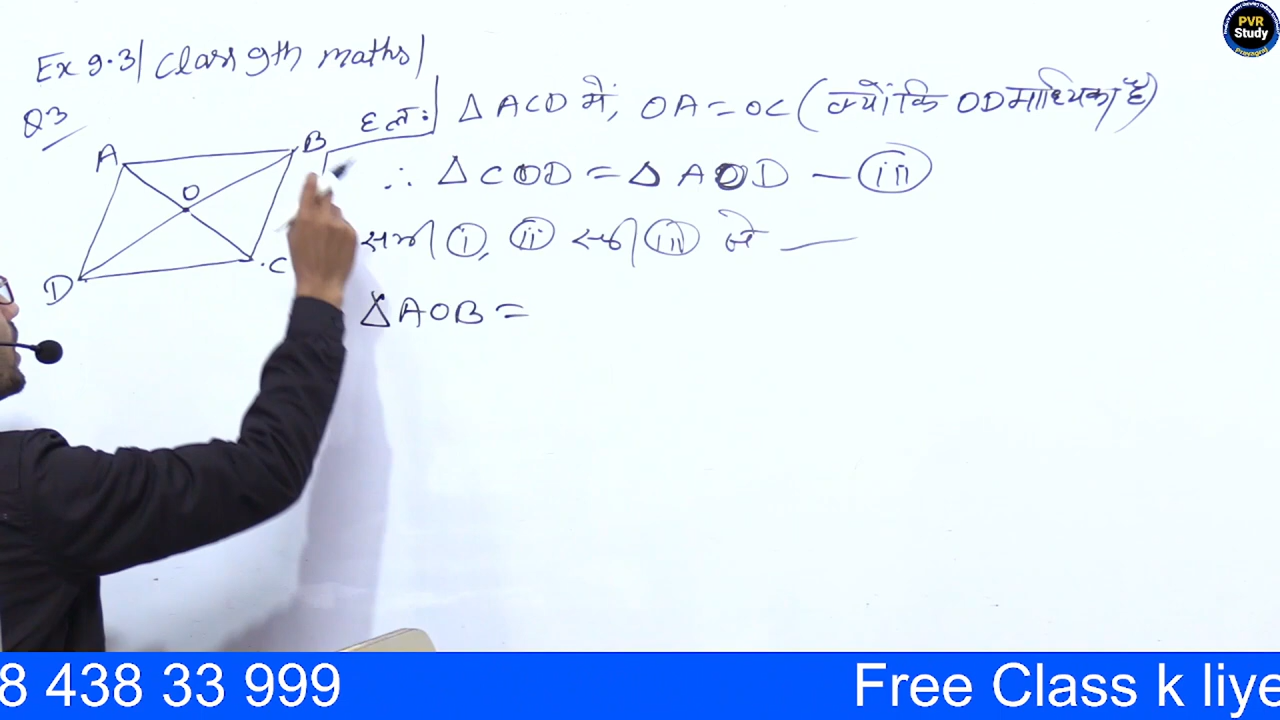 Ex 9.3| Class 9th maths|
Q3
A
B
O
D
C
हल:
△ ACD में, OA = OC (क्योंकि OD माध्यिका है)
∴ △ COD = △ AOD — (iii)
समी (i), (ii) समी (iii) से —
△ AOB =
PVR
Study
8 438 33 999
Free Class k liye